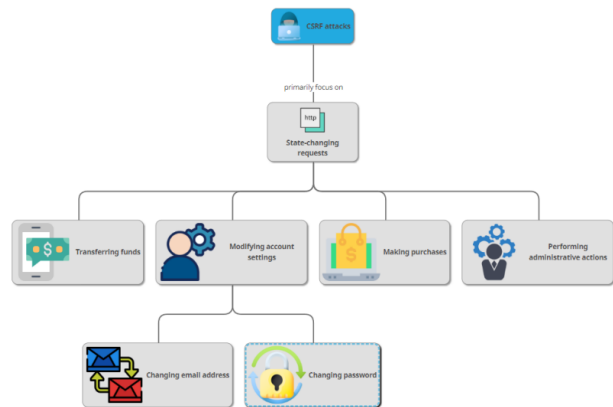 CSRF attacks
primarily focus on
http
State-changing
requests
$
Transferring funds
Modifying account
settings
$
Making purchases
Performing
administrative actions
Changing email address
Changing password